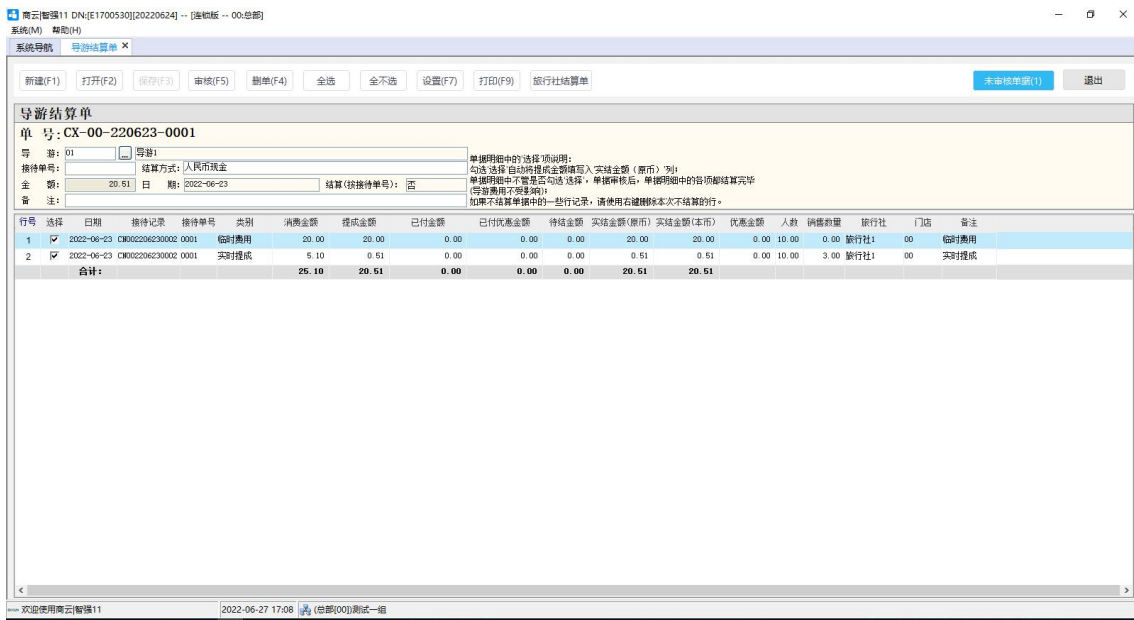 商云|智强11 DN:[E1700530][20220624] -- [连锁版 -- 00:总部]
系统(M) 帮助(H)
系统导航 导游结算单 ×
新建(F1) 打开(F2) 保存(F3) 审核(F5) 删单(F4) 全选 全不选 设置(F7) 打印(F9) 旅行社结算单 未审核单据(1) 退出
导游结算单
单 号:CX-00-220623-0001
导 游: 01 ... 导游1
接待单号: 结算方式: 人民币现金
金 额: 20.51 日 期: 2022-06-23 结算(按接待单号): 否
备 注:
单据明细中的'选择'项说明:
勾选'选择'自动将提成金额填写入'实结金额(原币)'列;
单据明细中不管是否勾选'选择',单据审核后,单据明细中的各项都结算完毕
(导游费用不受影响);
如果不结算单据中的一些行记录,请使用右键删除本次不结算的行。
行号 选择 日期 接待记录 接待单号 类别 消费金额 提成金额 已付金额 已付优惠金额 待结金额 实结金额(原币) 实结金额(本币) 优惠金额 人数 销售数量 旅行社 门店 备注
1 2022-06-23 CM002206230002 0001 临时费用 20.00 20.00 0.00 0.00 0.00 20.00 20.00 0.00 10.00 0.00 旅行社1 00 临时费用
2 2022-06-23 CM002206230002 0001 实时提成 5.10 0.51 0.00 0.00 0.00 0.51 0.51 0.00 10.00 3.00 旅行社1 00 实时提成
合计: 25.10 20.51 0.00 0.00 0.00 20.51 20.51
欢迎使用商云|智强11 2022-06-27 17:08 (总部[00])测试一组